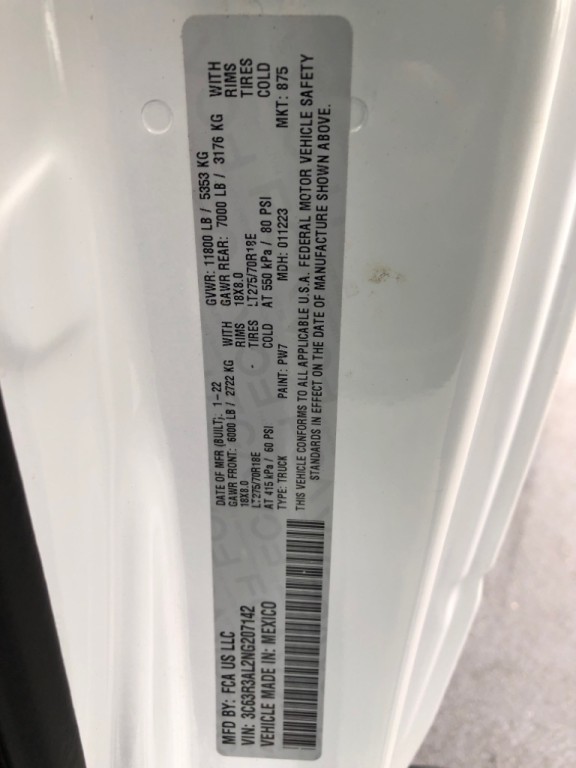 MFD BY: FCA US LLC
VIN: 3C63R3AL2NG207142
VEHICLE MADE IN: MEXICO
DATE OF MFR (BUILT): 1-22
GAWR FRONT: 6000 LB / 2722 KG WITH
18X8.0 RIMS
LT275/70R18E - TIRES
AT 415 kPa / 60 PSI COLD
TYPE: TRUCK PAINT: PW7
GVWR: 11800 LB / 5353 KG
GAWR REAR: 7000 LB / 3176 KG WITH
18X8.0 RIMS
LT275/70R18E TIRES
AT 550 kPa / 80 PSI COLD
MDH: 011223 MKT: 875
THIS VEHICLE CONFORMS TO ALL APPLICABLE U.S.A. FEDERAL MOTOR VEHICLE SAFETY
STANDARDS IN EFFECT ON THE DATE OF MANUFACTURE SHOWN ABOVE.